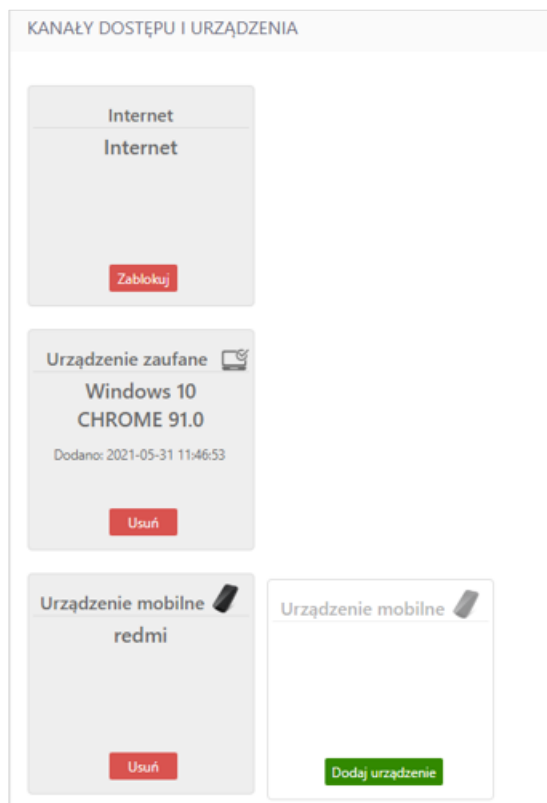 KANAŁY DOSTĘPU I URZĄDZENIA
Internet
Internet
Zablokuj
Urządzenie zaufane
Windows 10
CHROME 91.0
Dodano: 2021-05-31 11:46:53
Usuń
Urządzenie mobilne
redmi
Usuń
Urządzenie mobilne
Dodaj urządzenie